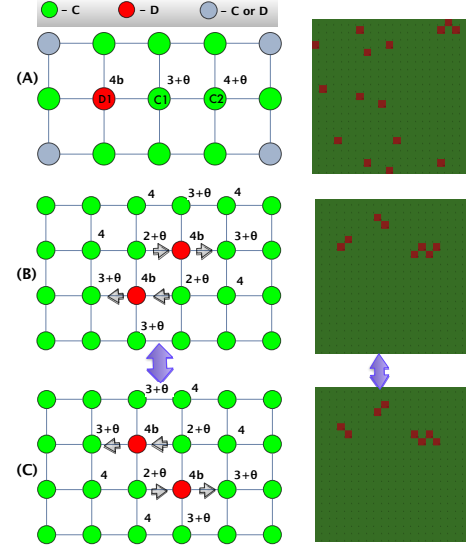 – C – D – C or D
(A)
4b 3+θ 4+θ
D1 C1 C2
4 3+θ 4
4 2+θ 4b 3+θ
(B)
3+θ 4b 2+θ 4
3+θ
3+θ 4
3+θ 4b 2+θ 4
(C)
4 2+θ 4b 3+θ
4 3+θ